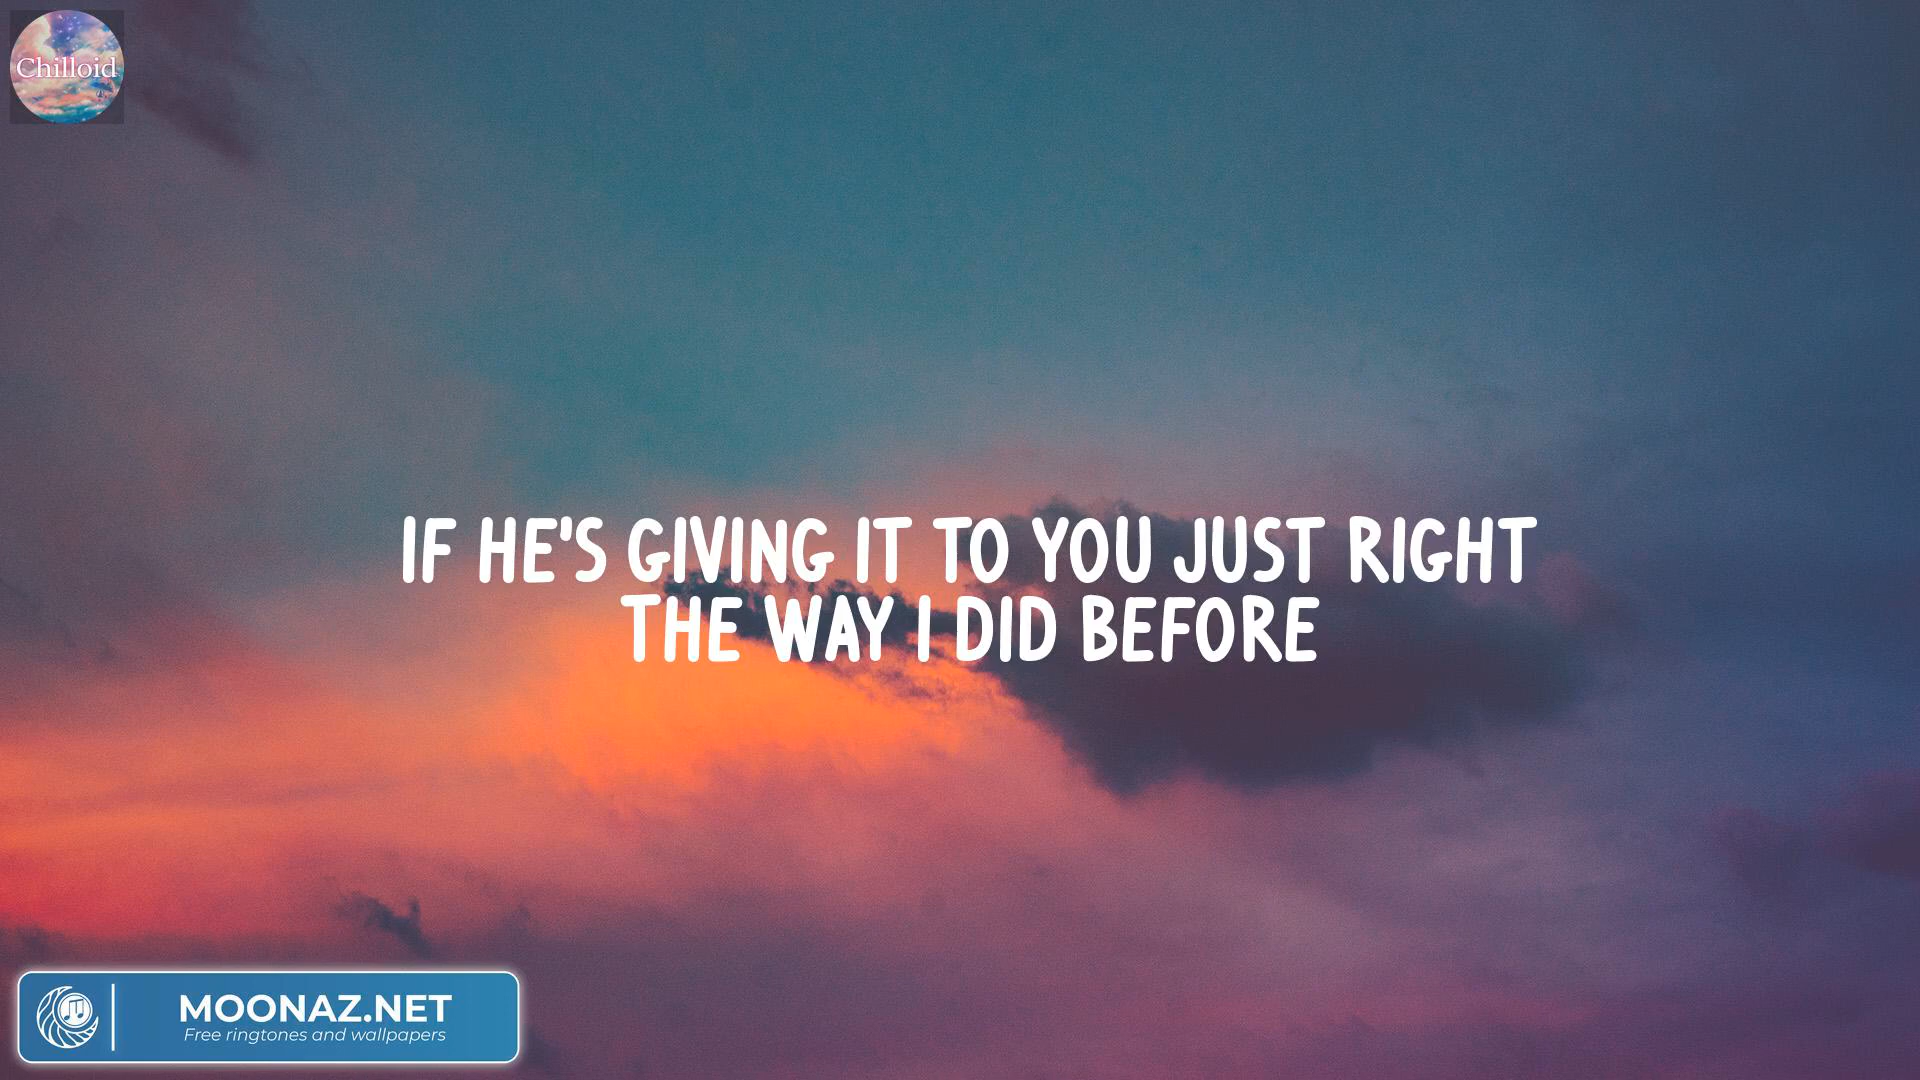 Chilloid
IF HE'S GIVING IT TO YOU JUST RIGHT
THE WAY I DID BEFORE
MOONAZ.NET
Free ringtones and wallpapers